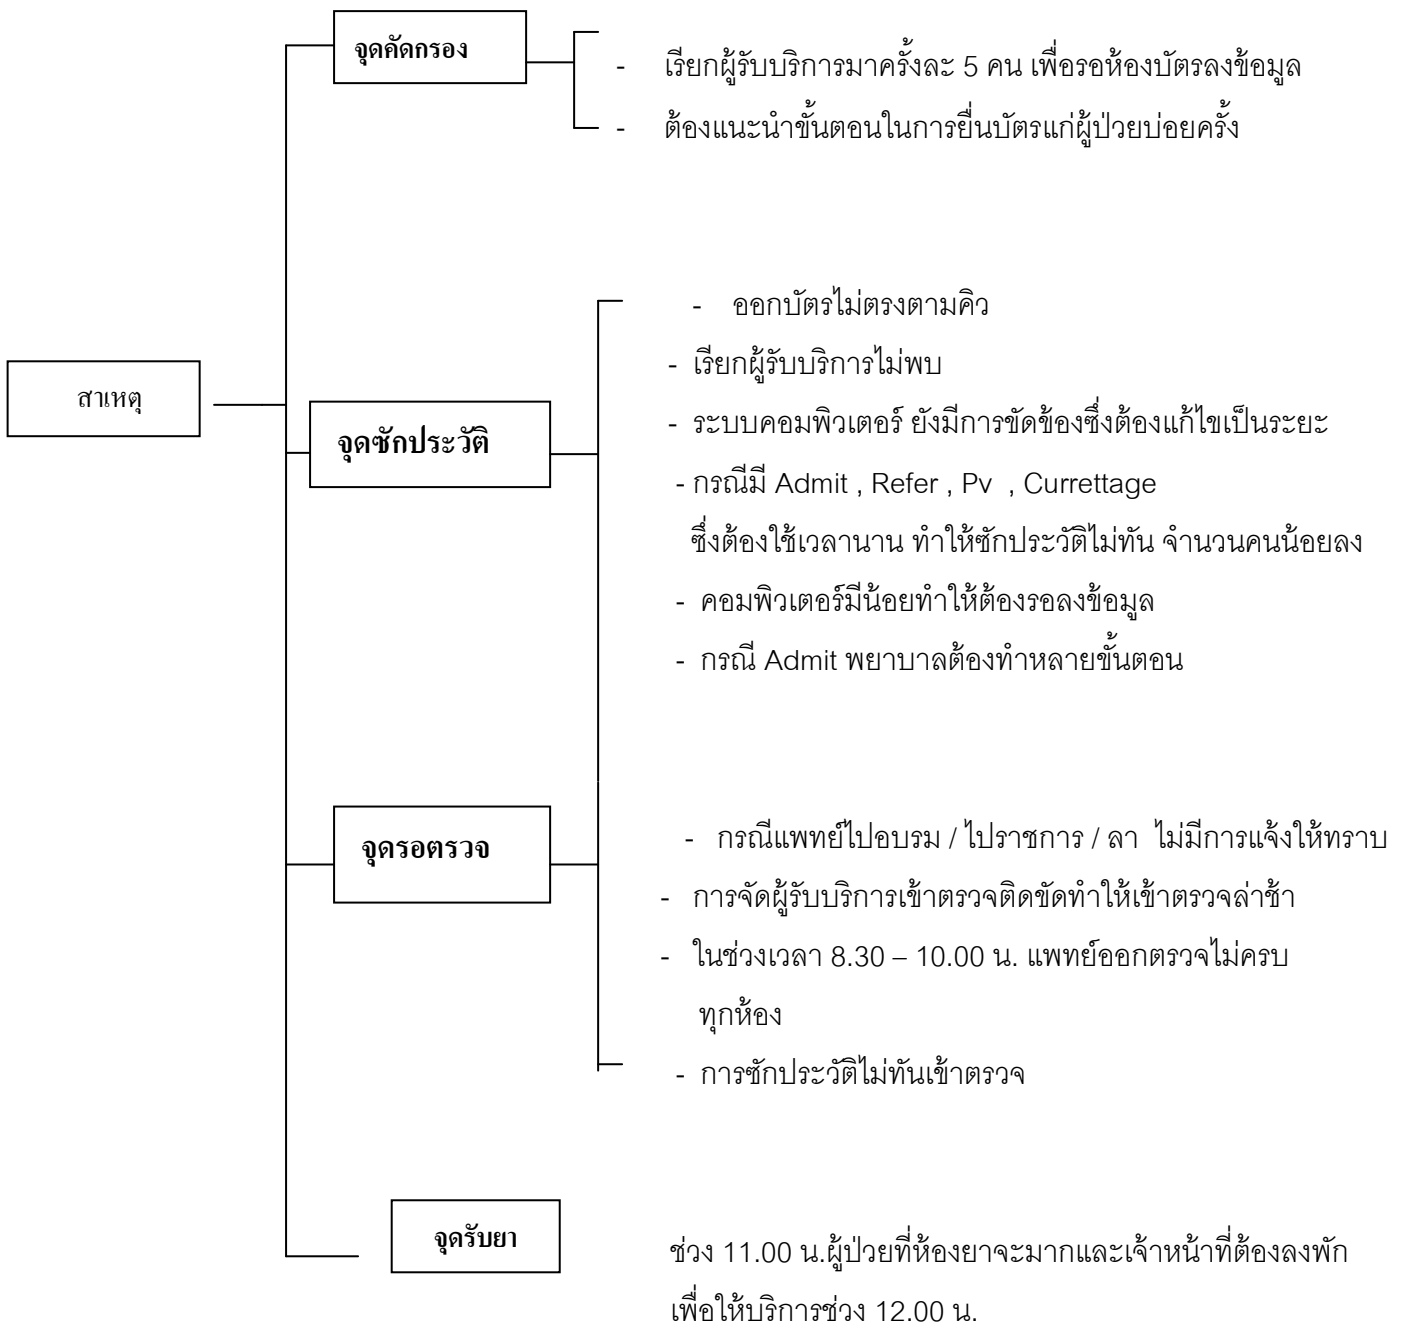 จุดคัดกรอง
- เรียกผู้รับบริการมาครั้งละ 5 คน เพื่อรอห้องบัตรลงข้อมูล
- ต้องแนะนำขั้นตอนในการยื่นบัตรแก่ผู้ป่วยบ่อยครั้ง
สาเหตุ
จุดซักประวัติ
- ออกบัตรไม่ตรงตามคิว
- เรียกผู้รับบริการไม่พบ
- ระบบคอมพิวเตอร์ ยังมีการขัดข้องซึ่งต้องแก้ไขเป็นระยะ
- กรณีมี Admit , Refer , Pv , Currettage
ซึ่งต้องใช้เวลานาน ทำให้ซักประวัติไม่ทัน จำนวนคนน้อยลง
- คอมพิวเตอร์มีน้อยทำให้ต้องรอลงข้อมูล
- กรณี Admit พยาบาลต้องทำหลายขั้นตอน
จุดรอตรวจ
- กรณีแพทย์ไปอบรม / ไปราชการ / ลา ไม่มีการแจ้งให้ทราบ
- การจัดผู้รับบริการเข้าตรวจติดขัดทำให้เข้าตรวจล่าช้า
- ในช่วงเวลา 8.30 – 10.00 น. แพทย์ออกตรวจไม่ครบ
ทุกห้อง
- การซักประวัติไม่ทันเข้าตรวจ
จุดรับยา
ช่วง 11.00 น.ผู้ป่วยที่ห้องยาจะมากและเจ้าหน้าที่ต้องลงพัก
เพื่อให้บริการช่วง 12.00 น.